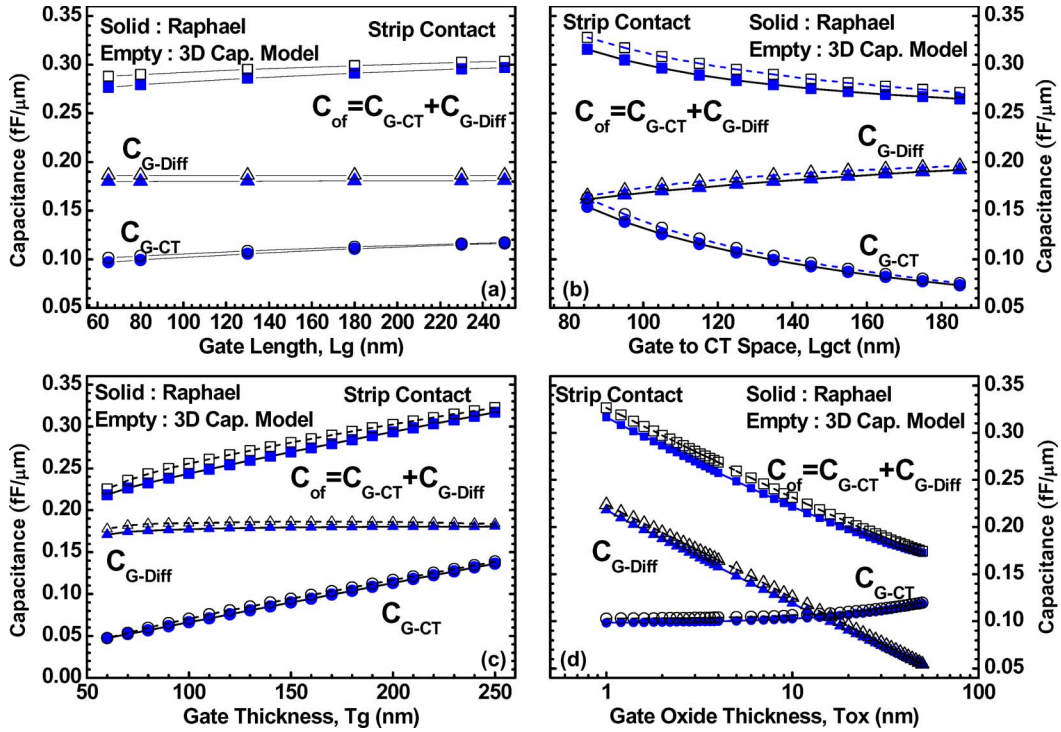 Solid : Raphael
Strip Contact
Empty : 3D Cap. Model
C_of=C_G-CT+C_G-Diff
C_G-Diff
C_G-CT
(a)
0.35
0.30
0.25
0.20
0.15
0.10
0.05
Capacitance (fF/μm)
60 80 100 120 140 160 180 200 220 240
Gate Length, Lg (nm)
Strip Contact
Solid : Raphael
Empty : 3D Cap. Model
C_of=C_G-CT+C_G-Diff
C_G-Diff
C_G-CT
(b)
0.35
0.30
0.25
0.20
0.15
0.10
0.05
Capacitance (fF/μm)
80 100 120 140 160 180
Gate to CT Space, Lgct (nm)
Solid : Raphael
Strip Contact
Empty : 3D Cap. Model
C_of=C_G-CT+C_G-Diff
C_G-Diff
C_G-CT
(c)
0.35
0.30
0.25
0.20
0.15
0.10
0.05
0.00
Capacitance (fF/μm)
50 100 150 200 250
Gate Thickness, Tg (nm)
Strip Contact
Solid : Raphael
Empty : 3D Cap. Model
C_of=C_G-CT+C_G-Diff
C_G-Diff
C_G-CT
(d)
0.35
0.30
0.25
0.20
0.15
0.10
0.05
Capacitance (fF/μm)
1 10 100
Gate Oxide Thickness, Tox (nm)